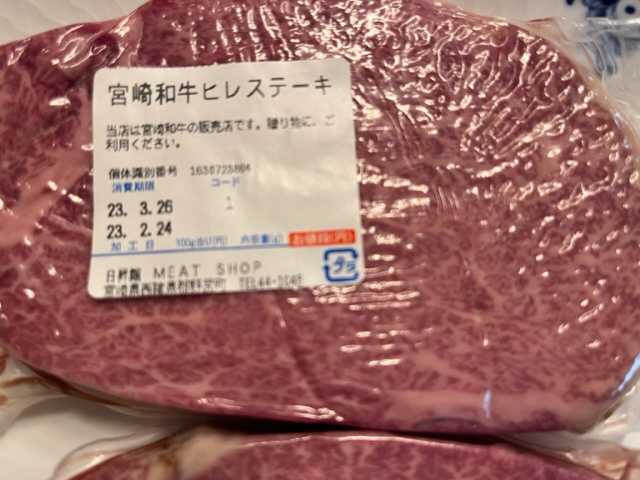 宮崎和牛ヒレステーキ
当店は宮崎和牛の販売店です。贈り物に、ご
利用ください。
個体識別番号
消費期限 コード
23. 3.26 1
23. 2.24
加工日 100g当り(円) 内容量(g) お値段(円)
プラ
MEAT SHOP